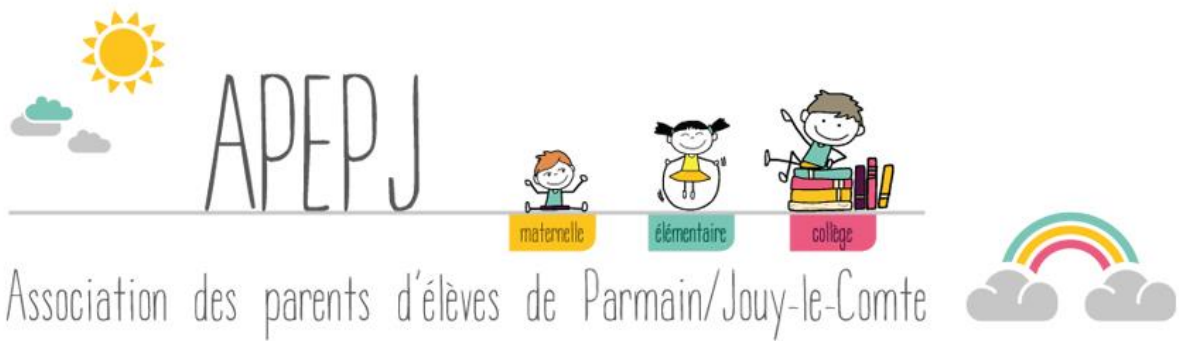 APEPJ
maternelle élémentaire collège
Association des parents d'élèves de Parmain/Jouy-le-Comte